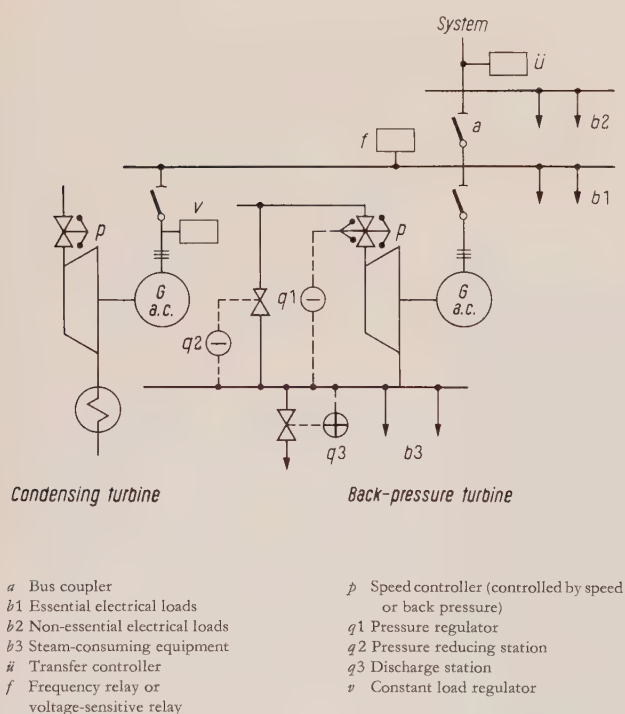 System
ü
a
b2
f
b1
v
p
p
G
a.c.
G
a.c.
q1
q2
q3
b3
Condensing turbine
Back-pressure turbine
a Bus coupler
b1 Essential electrical loads
b2 Non-essential electrical loads
b3 Steam-consuming equipment
ü Transfer controller
f Frequency relay or
voltage-sensitive relay
p Speed controller (controlled by speed
or back pressure)
q1 Pressure regulator
q2 Pressure reducing station
q3 Discharge station
v Constant load regulator